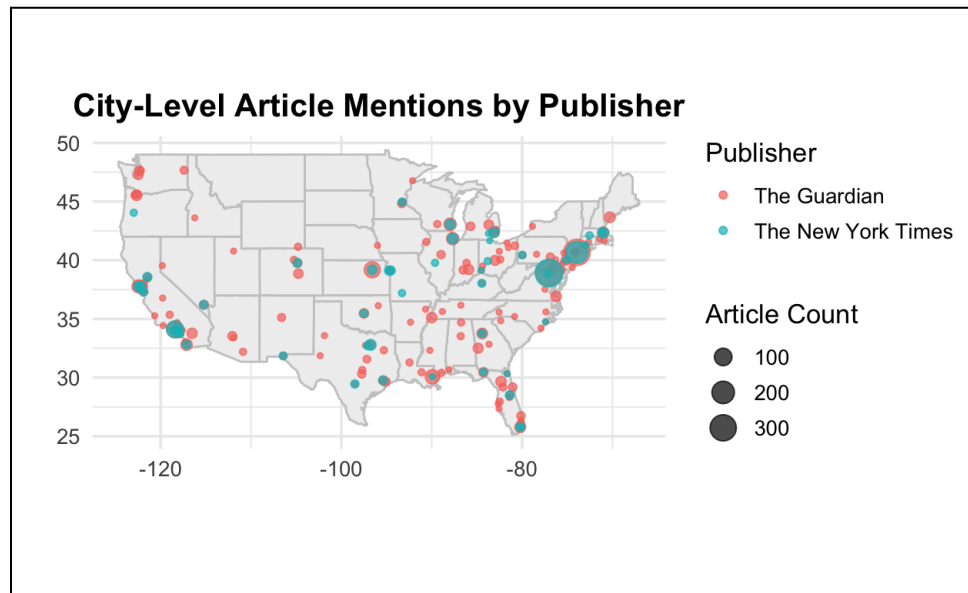 City-Level Article Mentions by Publisher
50
45
40
35
30
25
-120
-100
-80
Publisher
The Guardian
The New York Times
Article Count
100
200
300